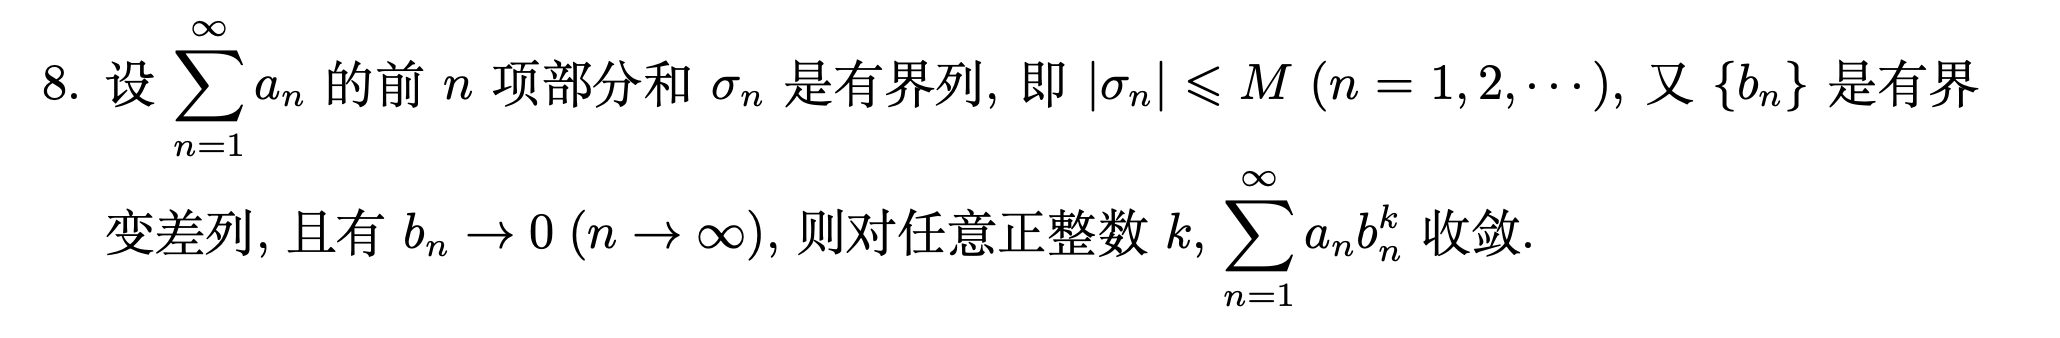 8. 设 $\sum_{n=1}^{\infty} a_n$ 的前 $n$ 项部分和 $\sigma_n$ 是有界列, 即 $|\sigma_n| \leqslant M$ $(n = 1, 2, \cdots)$, 又 $\{b_n\}$ 是有界
变差列, 且有 $b_n \to 0$ $(n \to \infty)$, 则对任意正整数 $k$, $\sum_{n=1}^{\infty} a_n b_n^k$ 收敛.